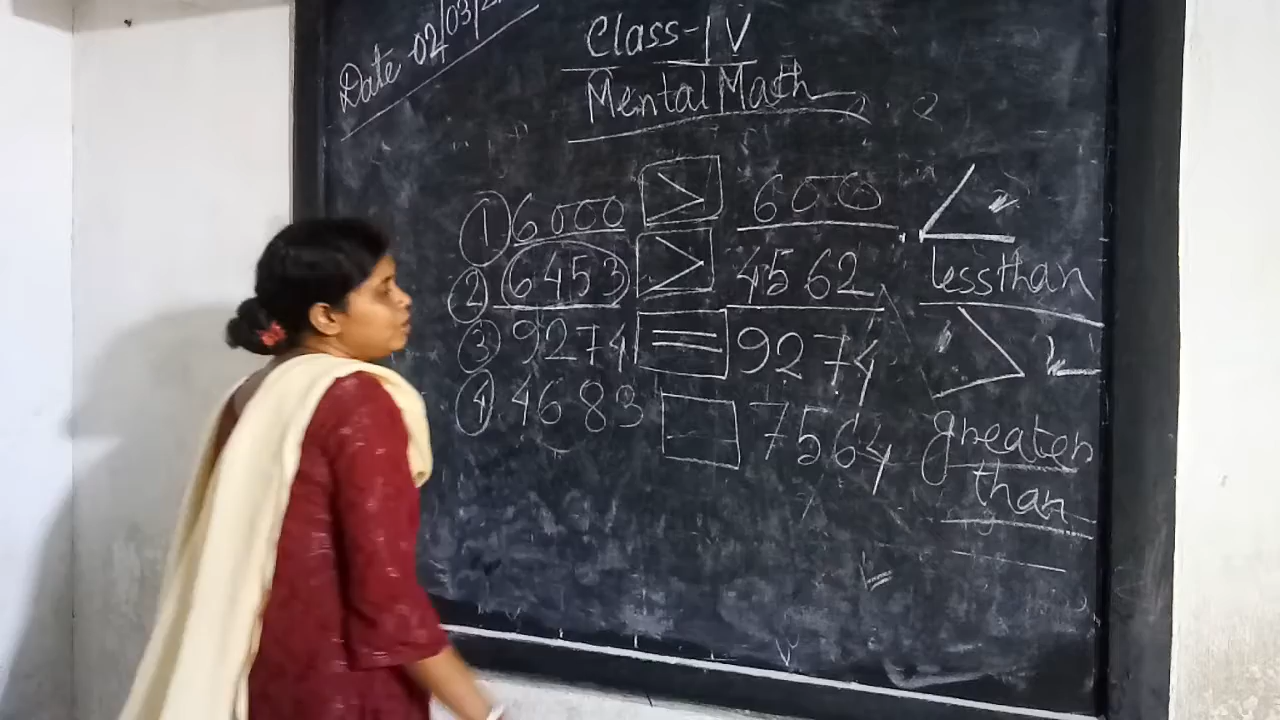 Date 02/03/2
Class-IV
Mental Math
① 6000 > 600
② 6453 > 4562
③ 9274 = 9274
④ 4683 □ 7564
<
less than
>
greater
than